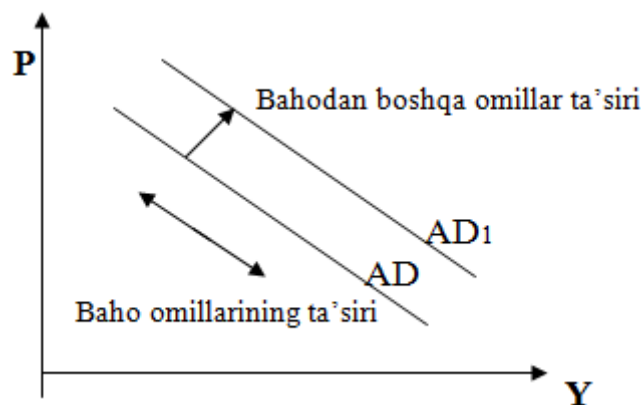 P
Bahodan boshqa omillar ta’siri
AD1
AD
Baho omillarining ta’siri
Y